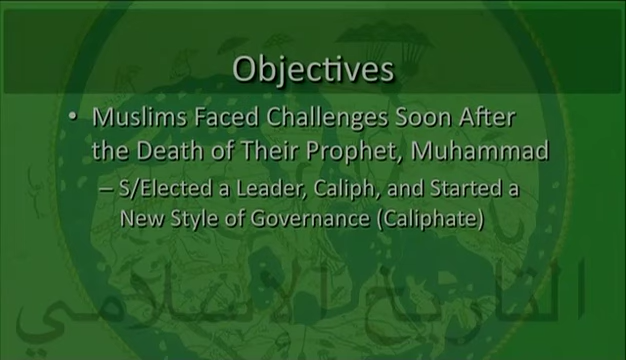 Objectives
• Muslims Faced Challenges Soon After
the Death of Their Prophet, Muhammad
– S/Elected a Leader, Caliph, and Started a
New Style of Governance (Caliphate)
التاريخ الاسلامي